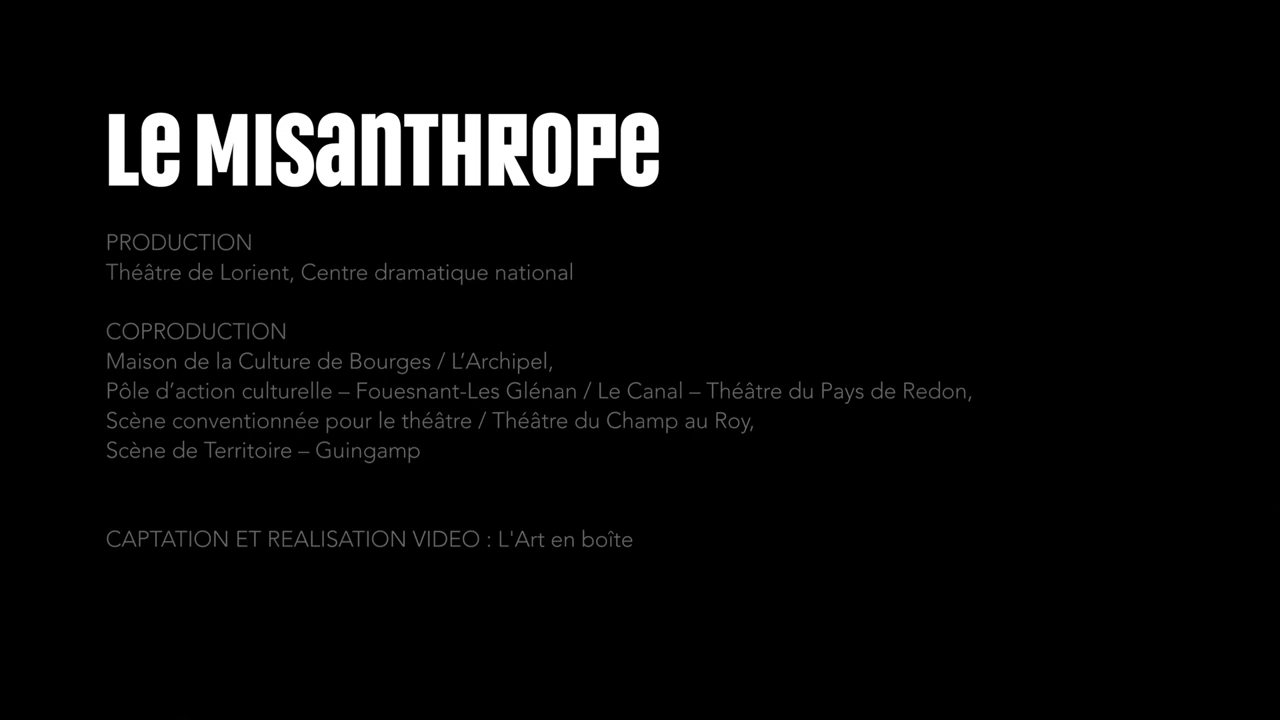 Le Misanthrope
PRODUCTION
Théâtre de Lorient, Centre dramatique national
COPRODUCTION
Maison de la Culture de Bourges / L’Archipel,
Pôle d’action culturelle – Fouesnant-Les Glénan / Le Canal – Théâtre du Pays de Redon,
Scène conventionnée pour le théâtre / Théâtre du Champ au Roy,
Scène de Territoire – Guingamp
CAPTATION ET REALISATION VIDEO : L'Art en boîte